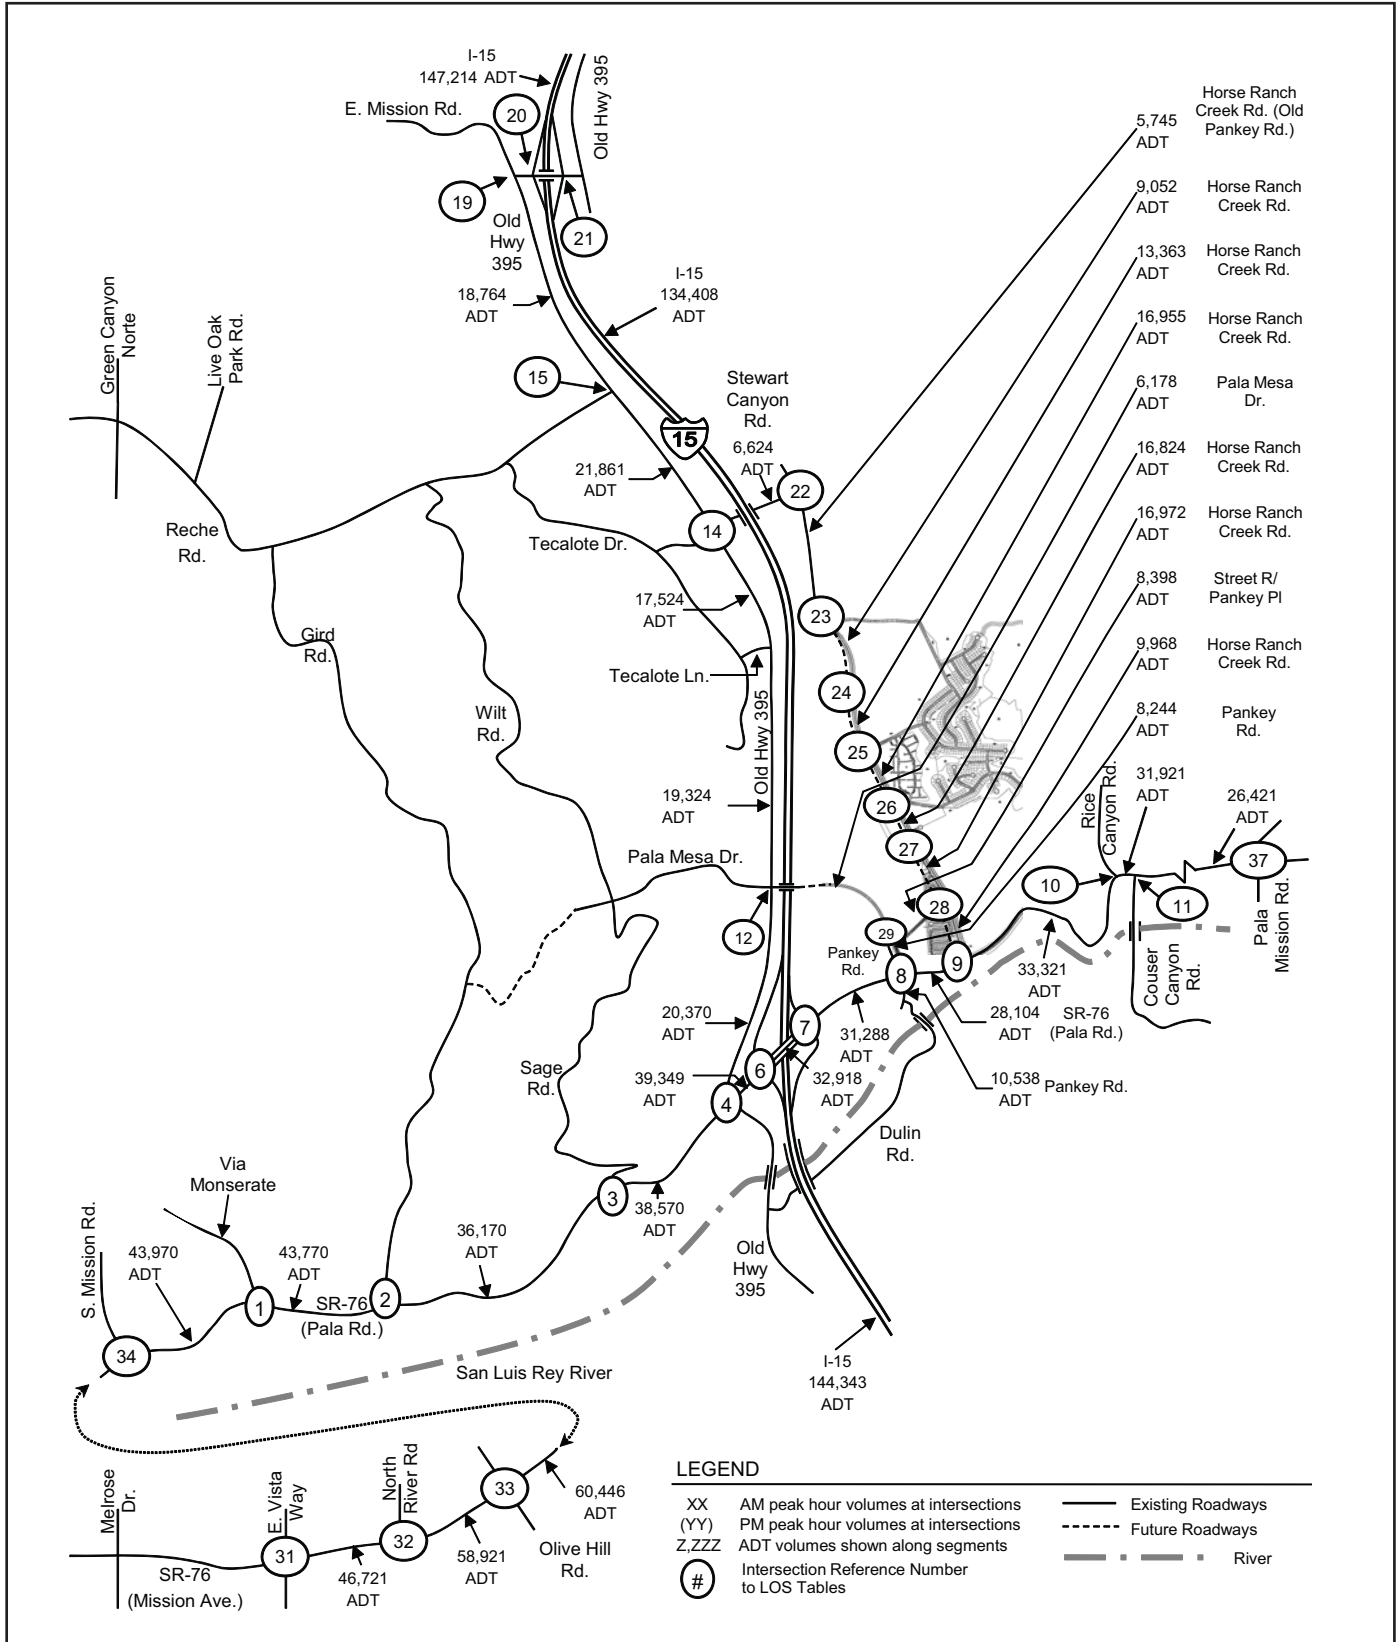 I-15
147,214 ADT
Old Hwy 395
E. Mission Rd.
20
19
21
Old
Hwy
395
18,764
ADT
I-15
134,408
ADT
Green Canyon
Norte
Live Oak
Park Rd.
15
15
Stewart
Canyon
Rd.
6,624
ADT
22
21,861
ADT
14
Reche
Rd.
Tecalote Dr.
17,524
ADT
23
Gird
Rd.
Tecalote Ln.
24
Wilt
Rd.
Old Hwy 395
25
19,324
ADT
26
27
Pala Mesa Dr.
28
12
29
Pankey
Rd.
8
9
Horse Ranch
Creek Rd. (Old
Pankey Rd.)
5,745
ADT
9,052
ADT
Horse Ranch
Creek Rd.
13,363
ADT
Horse Ranch
Creek Rd.
16,955
ADT
Horse Ranch
Creek Rd.
6,178
ADT
Pala Mesa
Dr.
16,824
ADT
Horse Ranch
Creek Rd.
16,972
ADT
Horse Ranch
Creek Rd.
8,398
ADT
Street R/
Pankey Pl
9,968
ADT
Horse Ranch
Creek Rd.
8,244
ADT
Pankey
Rd.
Rice
Canyon Rd.
31,921
ADT
26,421
ADT
37
10
11
Pala
Mission Rd.
Couser
Canyon
Rd.
33,321
ADT
SR-76
(Pala Rd.)
28,104
ADT
10,538
ADT
Pankey Rd.
20,370
ADT
7
31,288
ADT
6
32,918
ADT
39,349
ADT
4
Sage
Rd.
Dulin
Rd.
3
38,570
ADT
Via
Monserate
S. Mission Rd.
43,970
ADT
43,770
ADT
36,170
ADT
1
SR-76
(Pala Rd.)
2
34
Old
Hwy
395
I-15
144,343
ADT
San Luis Rey River
Melrose
Dr.
E. Vista
Way
North
River Rd
33
60,446
ADT
31
32
SR-76
(Mission Ave.)
46,721
ADT
58,921
ADT
Olive Hill
Rd.
LEGEND
XX AM peak hour volumes at intersections
(YY) PM peak hour volumes at intersections
Z,ZZZ ADT volumes shown along segments
# Intersection Reference Number
to LOS Tables
Existing Roadways
Future Roadways
River